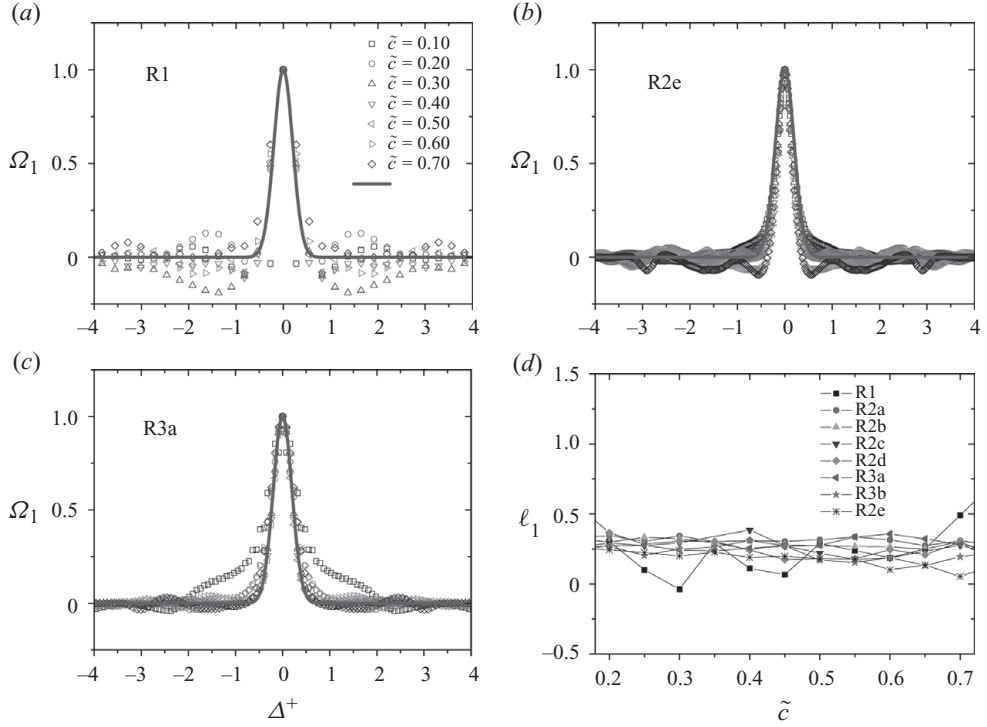 (a)
R1
c̃ = 0.10
c̃ = 0.20
c̃ = 0.30
c̃ = 0.40
c̃ = 0.50
c̃ = 0.60
c̃ = 0.70
1.0
0.5
0
Ω1
−4 −3 −2 −1 0 1 2 3 4
(b)
R2e
1.0
0.5
0
Ω1
−4 −3 −2 −1 0 1 2 3 4
(c)
R3a
1.0
0.5
0
Ω1
−4 −3 −2 −1 0 1 2 3 4
Δ+
(d)
R1
R2a
R2b
R2c
R2d
R3a
R3b
R2e
1.5
1.0
0.5
0
−0.5
ℓ1
0.2 0.3 0.4 0.5 0.6 0.7
c̃